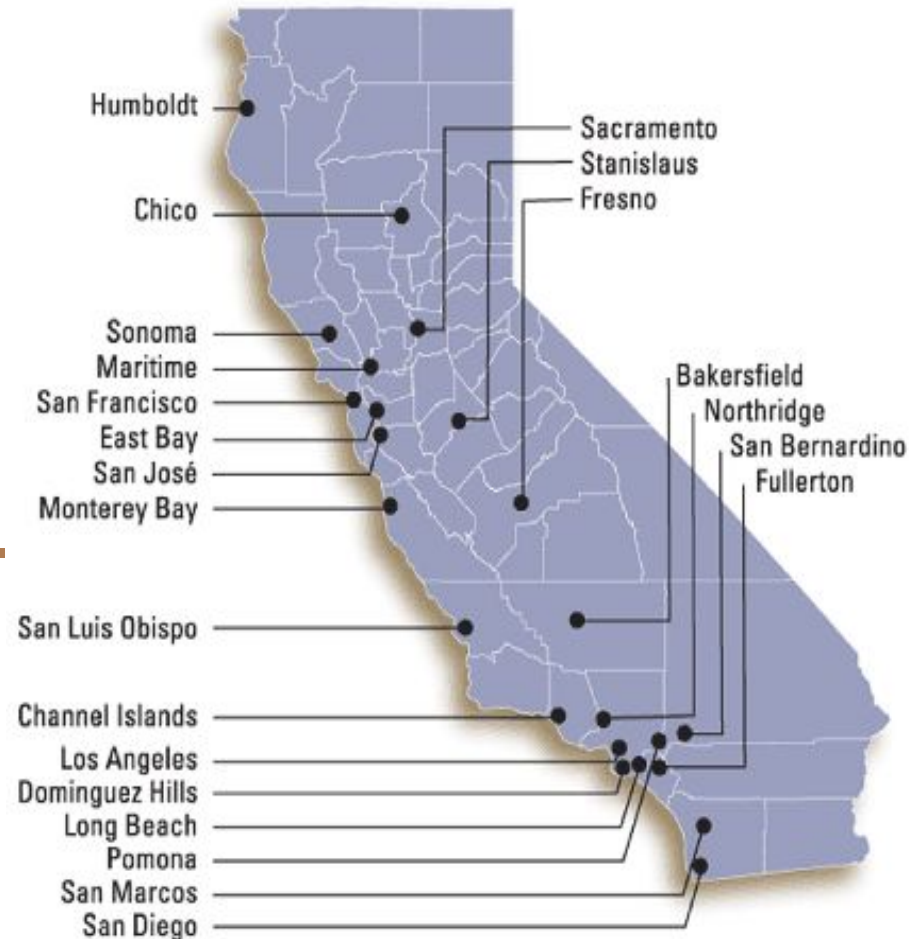 Humboldt
Chico
Sonoma
Maritime
San Francisco
East Bay
San José
Monterey Bay
San Luis Obispo
Channel Islands
Los Angeles
Dominguez Hills
Long Beach
Pomona
San Marcos
San Diego
Sacramento
Stanislaus
Fresno
Bakersfield
Northridge
San Bernardino
Fullerton